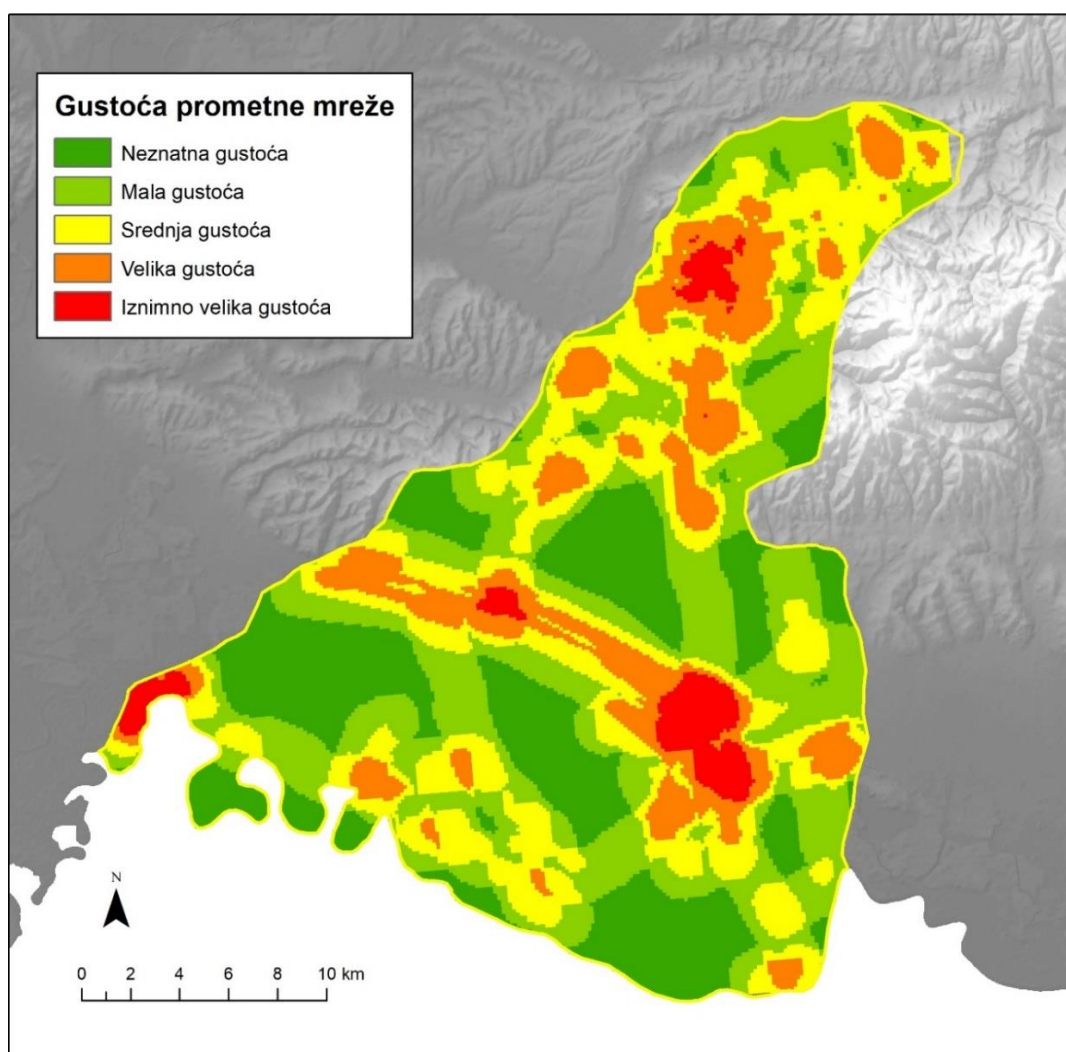 Gustoća prometne mreže
Neznatna gustoća
Mala gustoća
Srednja gustoća
Velika gustoća
Iznimno velika gustoća
N
0 2 4 6 8 10 km